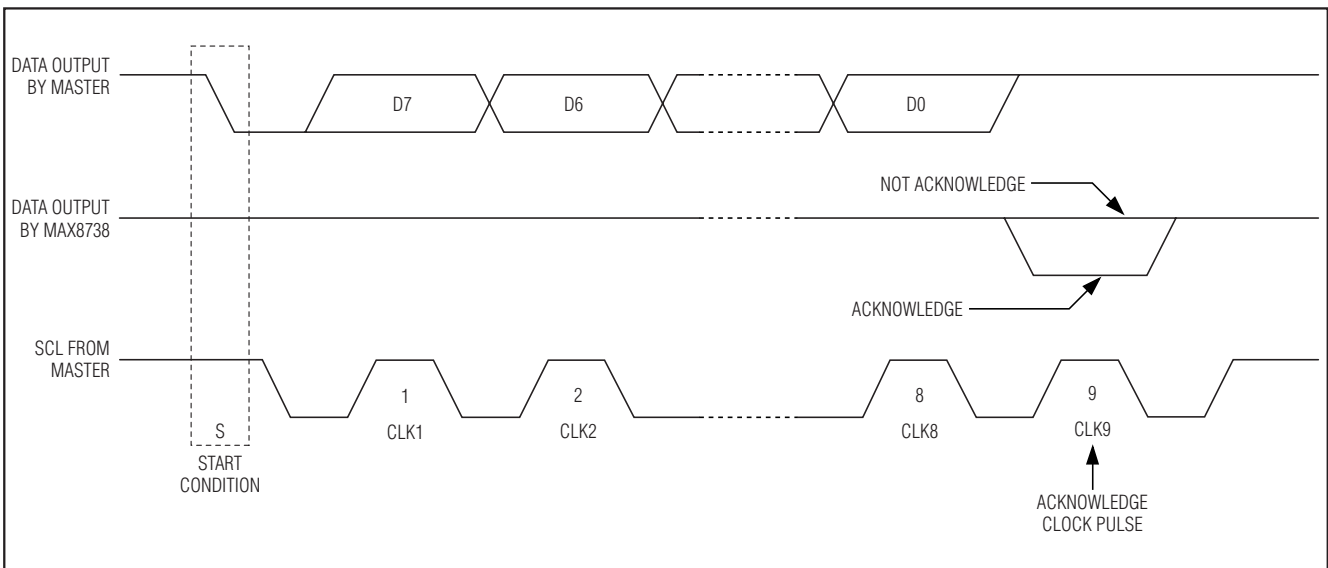 DATA OUTPUT
BY MASTER
D7
D6
D0
NOT ACKNOWLEDGE
DATA OUTPUT
BY MAX8738
ACKNOWLEDGE
SCL FROM
MASTER
1
2
8
9
S
CLK1
CLK2
CLK8
CLK9
START
CONDITION
ACKNOWLEDGE
CLOCK PULSE